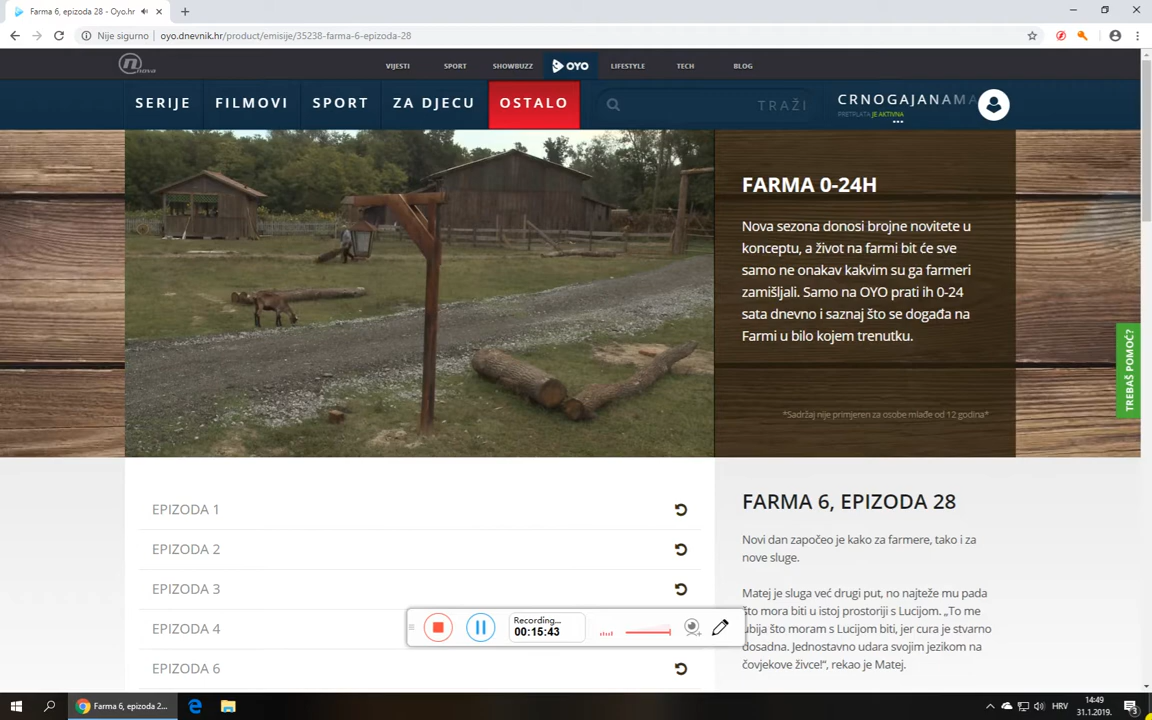 Farma 6, epizoda 28 - Oyo.hr
Nije sigurno
oyo.dnevnik.hr/product/emisije/35238-farma-6-epizoda-28
nova
VIJESTI SPORT SHOWBUZZ OYO LIFESTYLE TECH BLOG
SERIJE FILMOVI SPORT ZA DJECU OSTALO TRAŽI CRNOGAJANAMA
PRETPLATA JE AKTIVNA
FARMA 0-24H
Nova sezona donosi brojne novitete u
konceptu, a život na farmi bit će sve
samo ne onakav kakvim su ga farmeri
zamišljali. Samo na OYO prati ih 0-24
sata dnevno i saznaj što se događa na
Farmi u bilo kojem trenutku.
*Sadržaj nije primjeren za osobe mlađe od 12 godina*
TREBAŠ POMOĆ?
EPIZODA 1
EPIZODA 2
EPIZODA 3
EPIZODA 4
EPIZODA 6
FARMA 6, EPIZODA 28
Novi dan započeo je kako za farmere, tako i za
nove sluge.
Matej je sluga već drugi put, no najteže mu pada
što mora biti u istoj prostoriji s Lucijom. „To me
ubija što moram s Lucijom biti, jer cura je stvarno
dosadna. Jednostavno udara svojim jezikom na
čovjekove živce!“, rekao je Matej.
Recording...
00:15:43
Farma 6, epizoda 2...
HRV
14:49
31.1.2019.
3